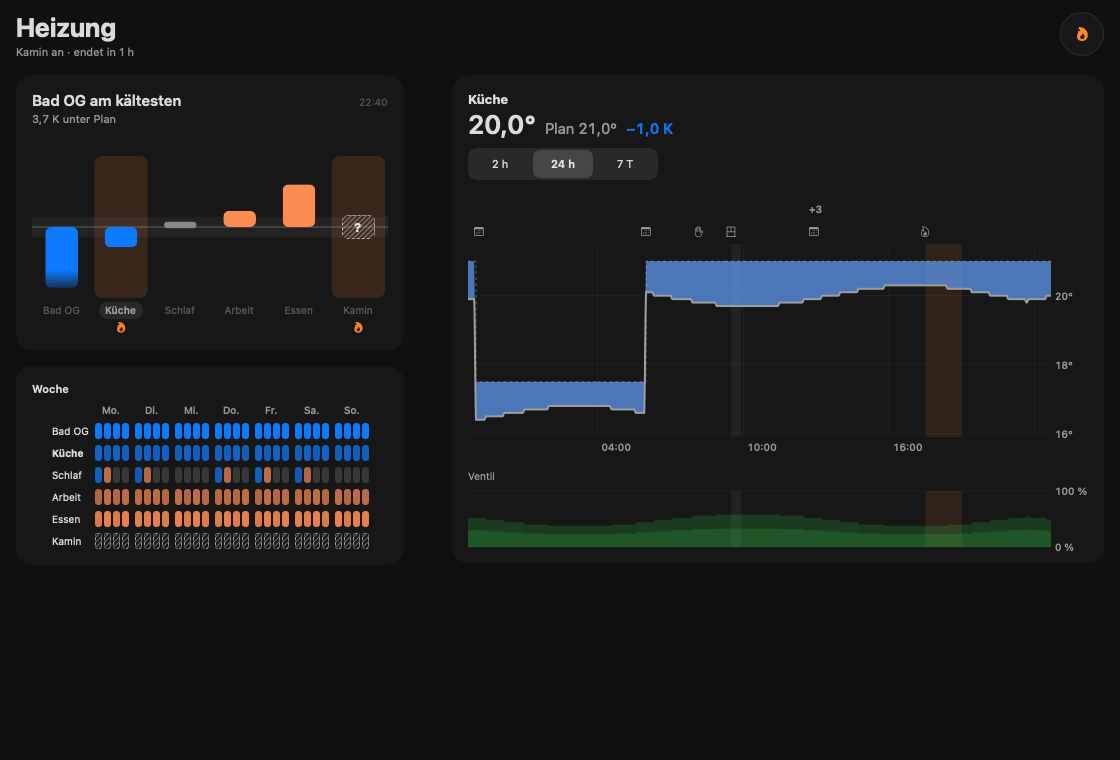 Heizung
Kamin an · endet in 1 h
Bad OG am kältesten
22:40
3,7 K unter Plan
?
Bad OG Küche Schlaf Arbeit Essen Kamin
Woche
Mo. Di. Mi. Do. Fr. Sa. So.
Bad OG
Küche
Schlaf
Arbeit
Essen
Kamin
Küche
20,0° Plan 21,0° −1,0 K
2 h 24 h 7 T
+3
20°
18°
16°
04:00 10:00 16:00
Ventil
100 %
0 %